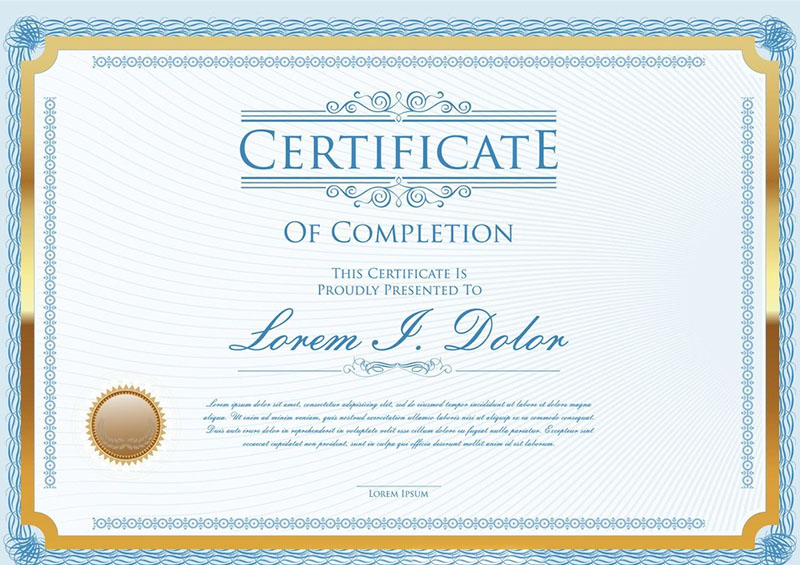 CERTIFICATE
OF COMPLETION
THIS CERTIFICATE IS
PROUDLY PRESENTED TO
Lorem I. Dolor
Lorem ipsum dolor sit amet, consectetur adipisicing elit, sed do eiusmod tempor incididunt ut labore et dolore magna
aliqua. Ut enim ad minim veniam, quis nostrud exercitation ullamco laboris nisi ut aliquip ex ea commodo consequat.
Duis aute irure dolor in reprehenderit in voluptate velit esse cillum dolore eu feugiat nulla pariatur. Excepteur sint
occaecat cupidatat non proident, sunt in culpa qui officia deserunt mollit anim id est laborum.
LOREM IPSUM